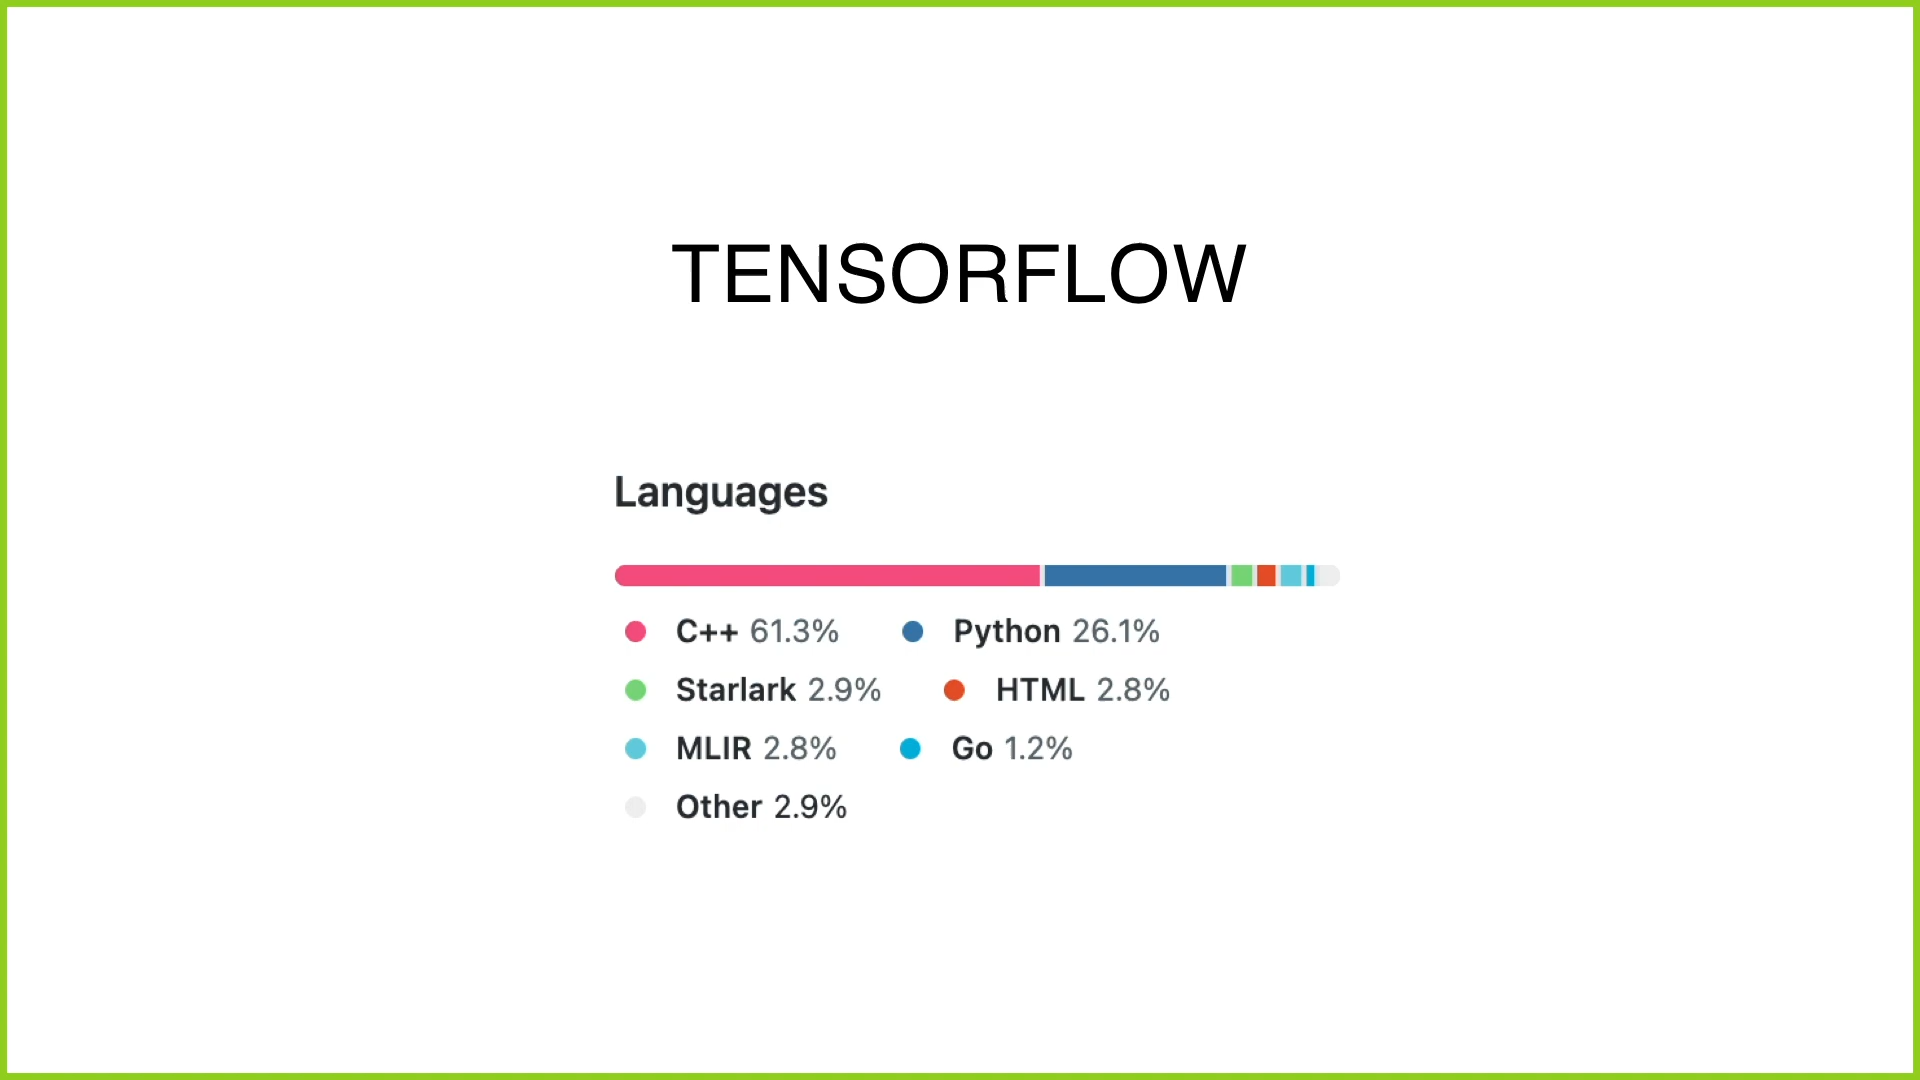 TENSORFLOW
Languages
C++ 61.3% Python 26.1%
Starlark 2.9% HTML 2.8%
MLIR 2.8% Go 1.2%
Other 2.9%